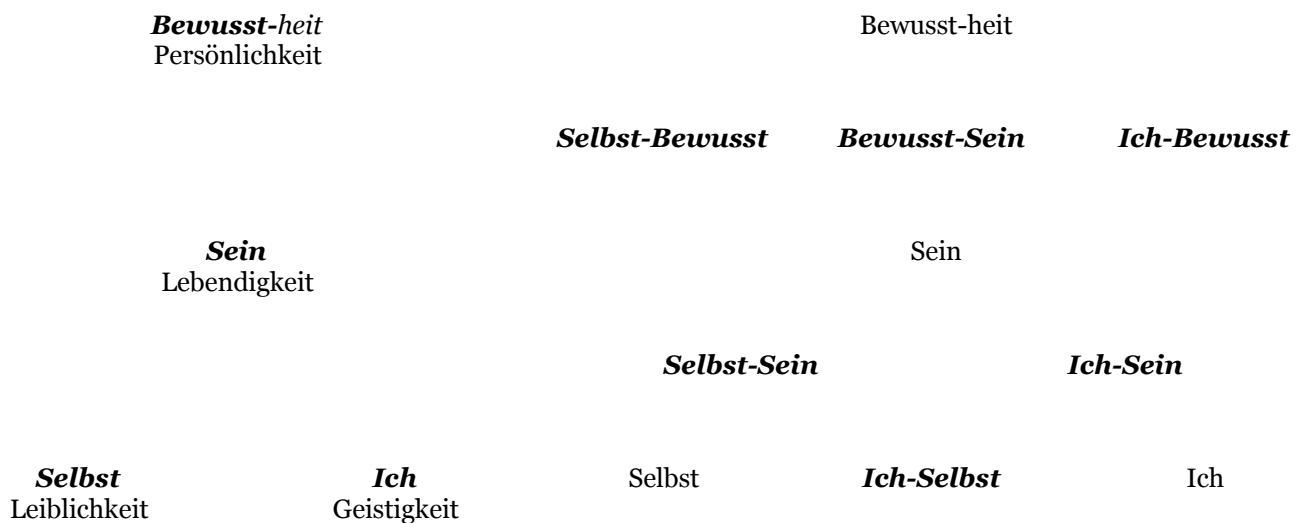 Bewusst-heit Bewusst-heit
Persönlichkeit
Selbst-Bewusst Bewusst-Sein Ich-Bewusst
Sein Sein
Lebendigkeit
Selbst-Sein Ich-Sein
Selbst Ich Selbst Ich-Selbst Ich
Leiblichkeit Geistigkeit